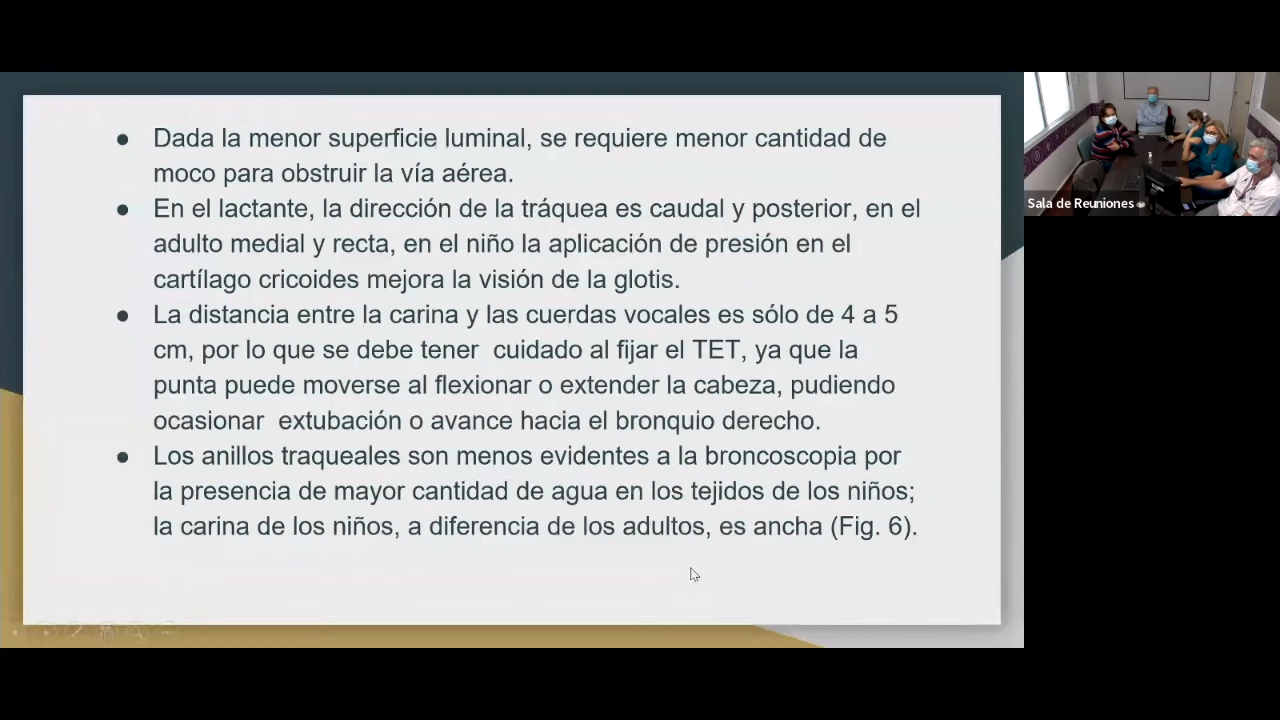 ● Dada la menor superficie luminal, se requiere menor cantidad de
moco para obstruir la vía aérea.
● En el lactante, la dirección de la tráquea es caudal y posterior, en el
adulto medial y recta, en el niño la aplicación de presión en el
cartílago cricoides mejora la visión de la glotis.
● La distancia entre la carina y las cuerdas vocales es sólo de 4 a 5
cm, por lo que se debe tener cuidado al fijar el TET, ya que la
punta puede moverse al flexionar o extender la cabeza, pudiendo
ocasionar extubación o avance hacia el bronquio derecho.
● Los anillos traqueales son menos evidentes a la broncoscopia por
la presencia de mayor cantidad de agua en los tejidos de los niños;
la carina de los niños, a diferencia de los adultos, es ancha (Fig. 6).
Sala de Reuniones